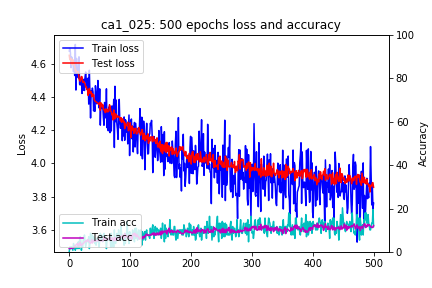 ca1_025: 500 epochs loss and accuracy
Train loss
Test loss
Train acc
Test acc
Loss
4.6
4.4
4.2
4.0
3.8
3.6
100
80
60
40
20
0
Accuracy
0 100 200 300 400 500